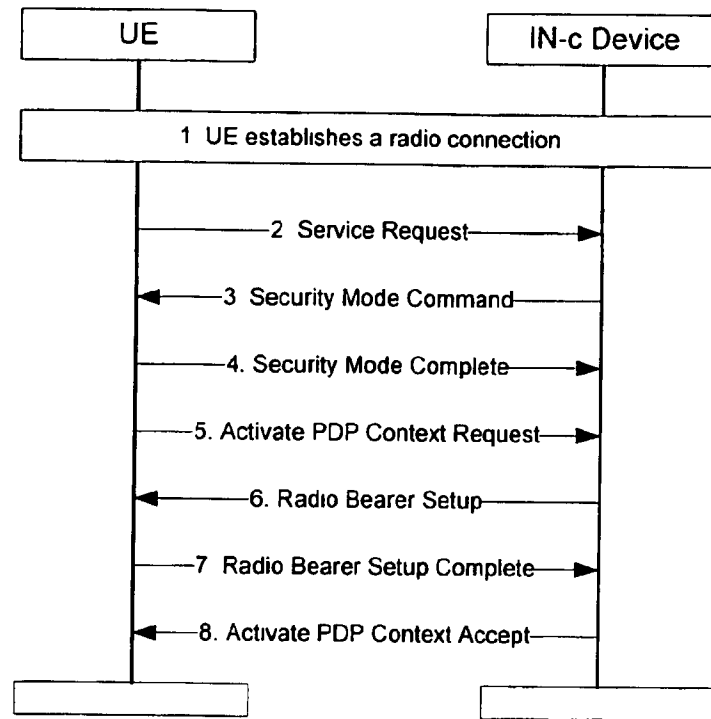 UE
IN-c Device
1 UE establishes a radio connection
2 Service Request
3 Security Mode Command
4. Security Mode Complete
5. Activate PDP Context Request
6. Radio Bearer Setup
7 Radio Bearer Setup Complete
8. Activate PDP Context Accept